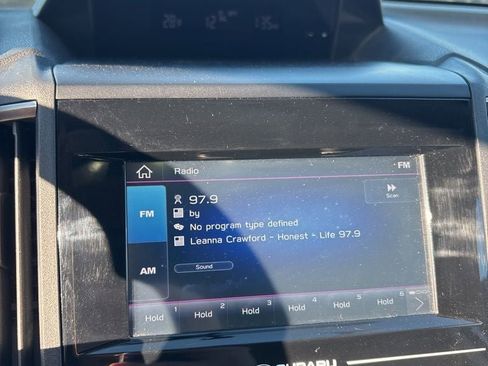 Radio
FM
97.9
by
No program type defined
Leanna Crawford - Honest - Life 97.9
Scan
FM
AM
Sound
1 2 3 4 5 6
Hold Hold Hold Hold Hold Hold
SUBARU